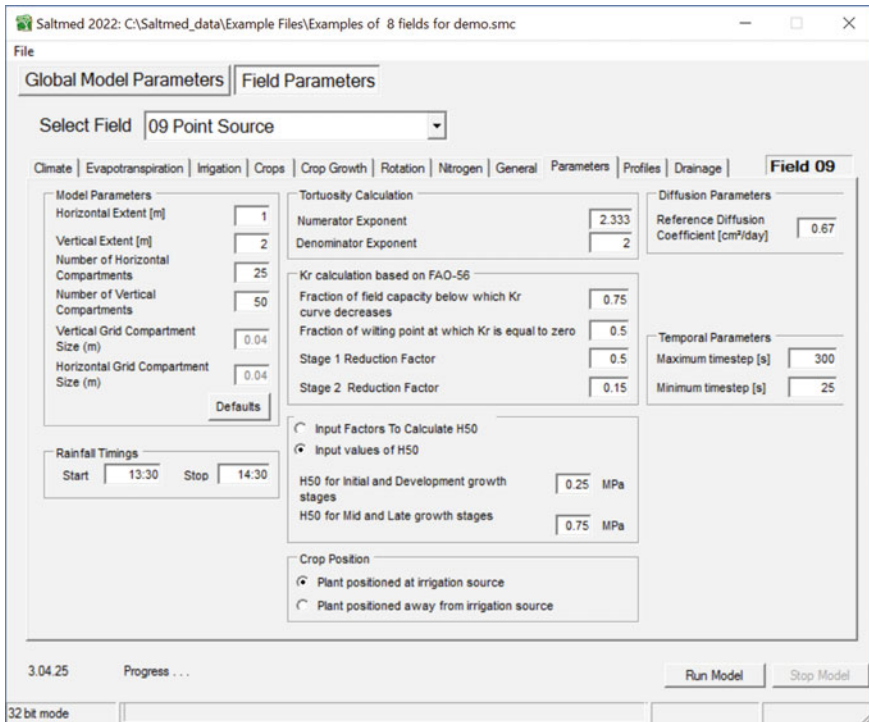 Saltmed 2022: C:\Saltmed_data\Example Files\Examples of 8 fields for demo.smc
File
Global Model Parameters
Field Parameters
Select Field
09 Point Source
Climate
Evapotranspiration
Irrigation
Crops
Crop Growth
Rotation
Nitrogen
General
Parameters
Profiles
Drainage
Field 09
Model Parameters
Horizontal Extent [m]
1
Vertical Extent [m]
2
Number of Horizontal
Compartments
25
Number of Vertical
Compartments
50
Vertical Grid Compartment
Size (m)
0.04
Horizontal Grid Compartment
Size (m)
0.04
Defaults
Rainfall Timings
Start
13:30
Stop
14:30
Tortuosity Calculation
Numerator Exponent
2.333
Denominator Exponent
2
Kr calculation based on FAO-56
Fraction of field capacity below which Kr
curve decreases
0.75
Fraction of wilting point at which Kr is equal to zero
0.5
Stage 1 Reduction Factor
0.5
Stage 2 Reduction Factor
0.15
Input Factors To Calculate H50
Input values of H50
H50 for Initial and Development growth
stages
0.25 MPa
H50 for Mid and Late growth stages
0.75 MPa
Crop Position
Plant positioned at irrigation source
Plant positioned away from irrigation source
Diffusion Parameters
Reference Diffusion
Coefficient [cm²/day]
0.67
Temporal Parameters
Maximum timestep [s]
300
Minimum timestep [s]
25
3.04.25
Progress . . .
Run Model
Stop Model
32 bit mode